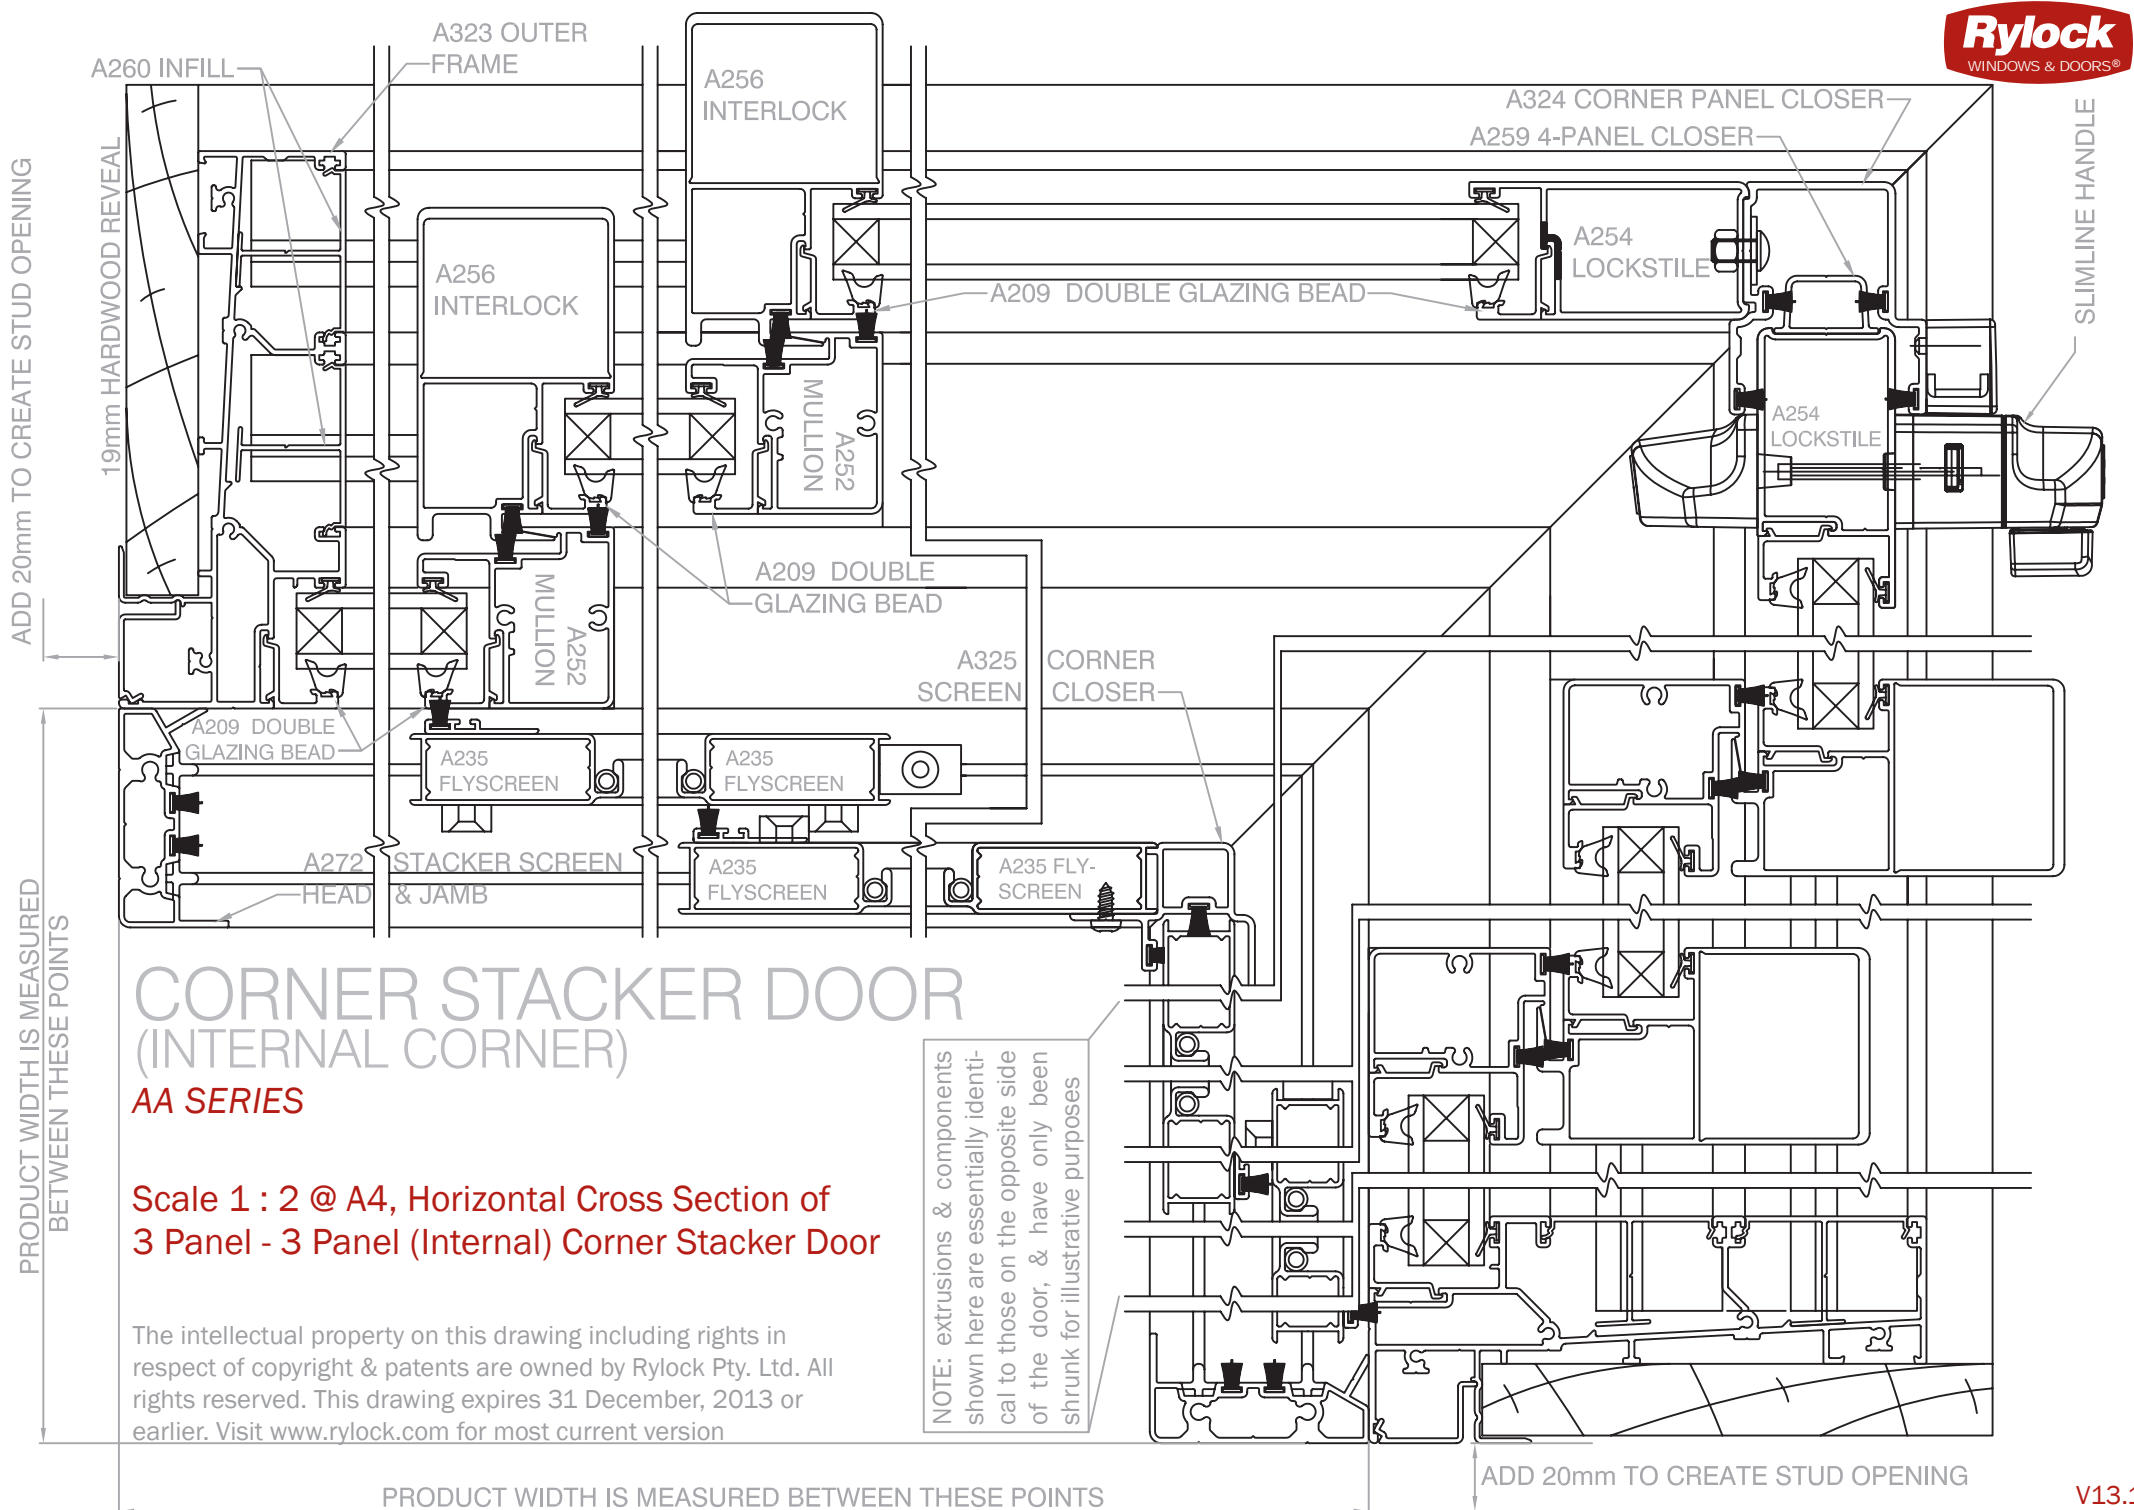 Rylock
WINDOWS & DOORS®
A323 OUTER
FRAME
A260 INFILL
A256
INTERLOCK
A324 CORNER PANEL CLOSER
A259 4-PANEL CLOSER
SLIMLINE HANDLE
ADD 20mm TO CREATE STUD OPENING
19mm HARDWOOD REVEAL
A256
INTERLOCK
A254
LOCKSTILE
A209 DOUBLE GLAZING BEAD
MULLION
A252
A254
LOCKSTILE
A209 DOUBLE
GLAZING BEAD
MULLION
A252
A325 CORNER
SCREEN CLOSER
A209 DOUBLE
GLAZING BEAD
A235
FLYSCREEN
A235
FLYSCREEN
A272 STACKER SCREEN
HEAD & JAMB
A235
FLYSCREEN
A235 FLY-
SCREEN
PRODUCT WIDTH IS MEASURED
BETWEEN THESE POINTS
CORNER STACKER DOOR
(INTERNAL CORNER)
AA SERIES
Scale 1 : 2 @ A4, Horizontal Cross Section of
3 Panel - 3 Panel (Internal) Corner Stacker Door
NOTE: extrusions & components
shown here are essentially identi-
cal to those on the opposite side
of the door, & have only been
shrunk for illustrative purposes
The intellectual property on this drawing including rights in
respect of copyright & patents are owned by Rylock Pty. Ltd. All
rights reserved. This drawing expires 31 December, 2013 or
earlier. Visit www.rylock.com for most current version
ADD 20mm TO CREATE STUD OPENING
PRODUCT WIDTH IS MEASURED BETWEEN THESE POINTS
V13.1